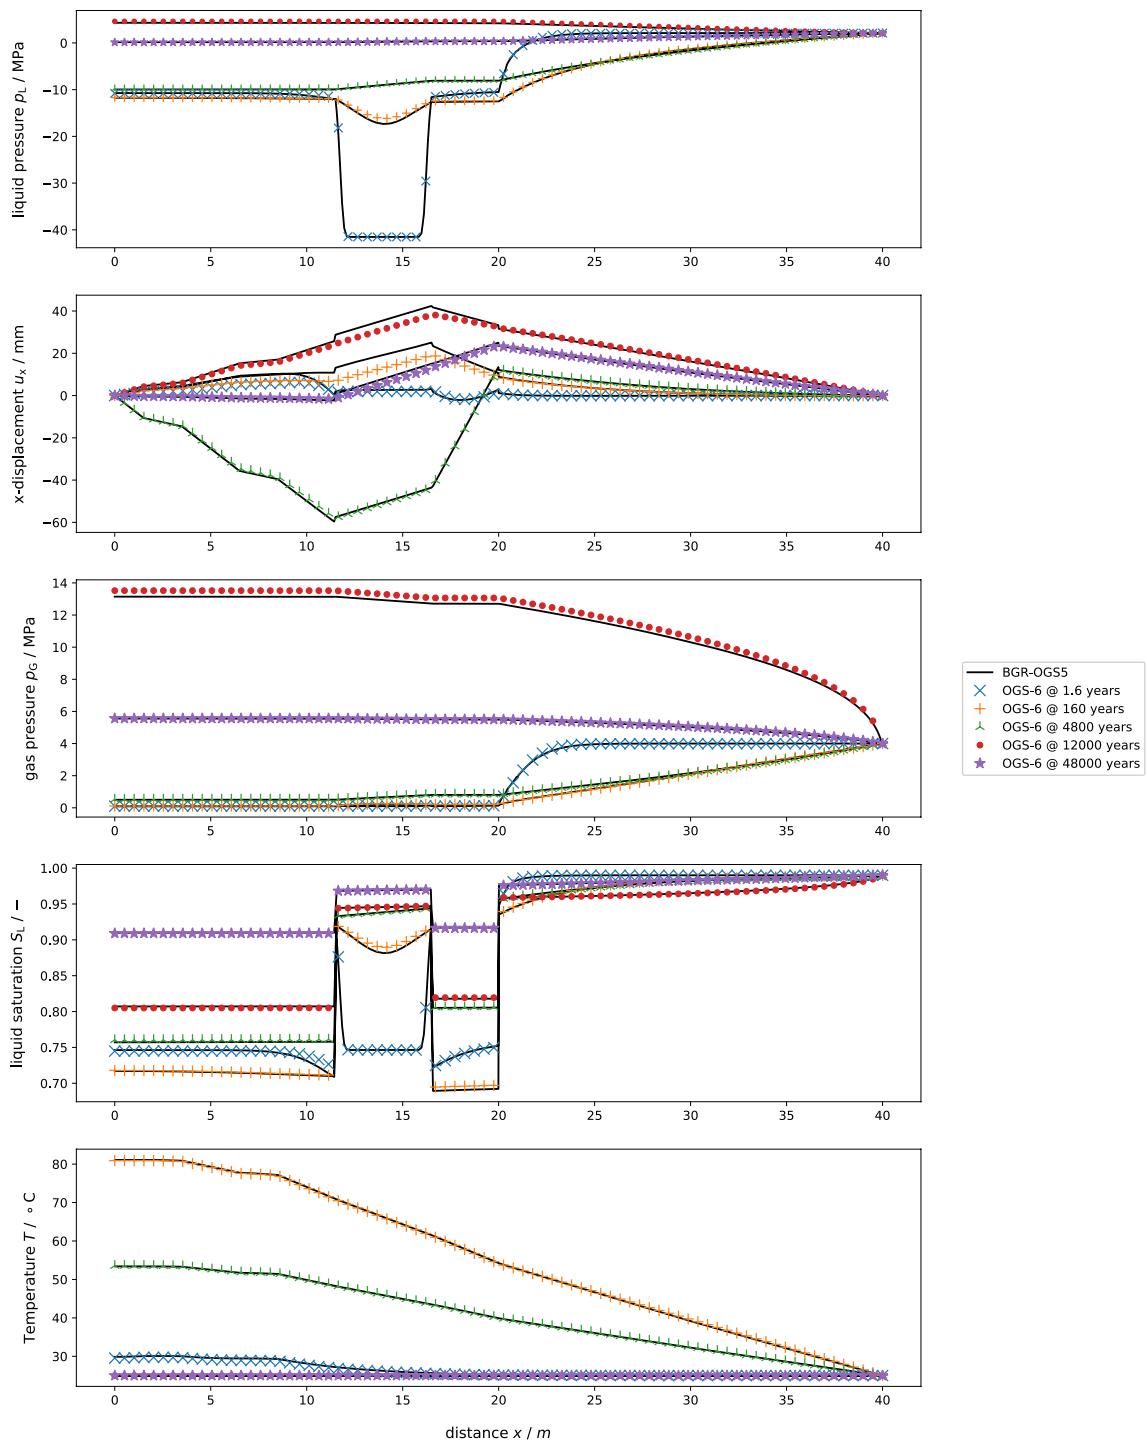 liquid pressure pL / MPa
0
−10
−20
−30
−40
0 5 10 15 20 25 30 35 40
x-displacement ux / mm
40
20
0
−20
−40
−60
0 5 10 15 20 25 30 35 40
gas pressure pG / MPa
14
12
10
8
6
4
2
0
0 5 10 15 20 25 30 35 40
BGR-OGS5
OGS-6 @ 1.6 years
OGS-6 @ 160 years
OGS-6 @ 4800 years
OGS-6 @ 12000 years
OGS-6 @ 48000 years
liquid saturation SL / −
1.00
0.95
0.90
0.85
0.80
0.75
0.70
0 5 10 15 20 25 30 35 40
Temperature T / ∘ C
80
70
60
50
40
30
0 5 10 15 20 25 30 35 40
distance x / m